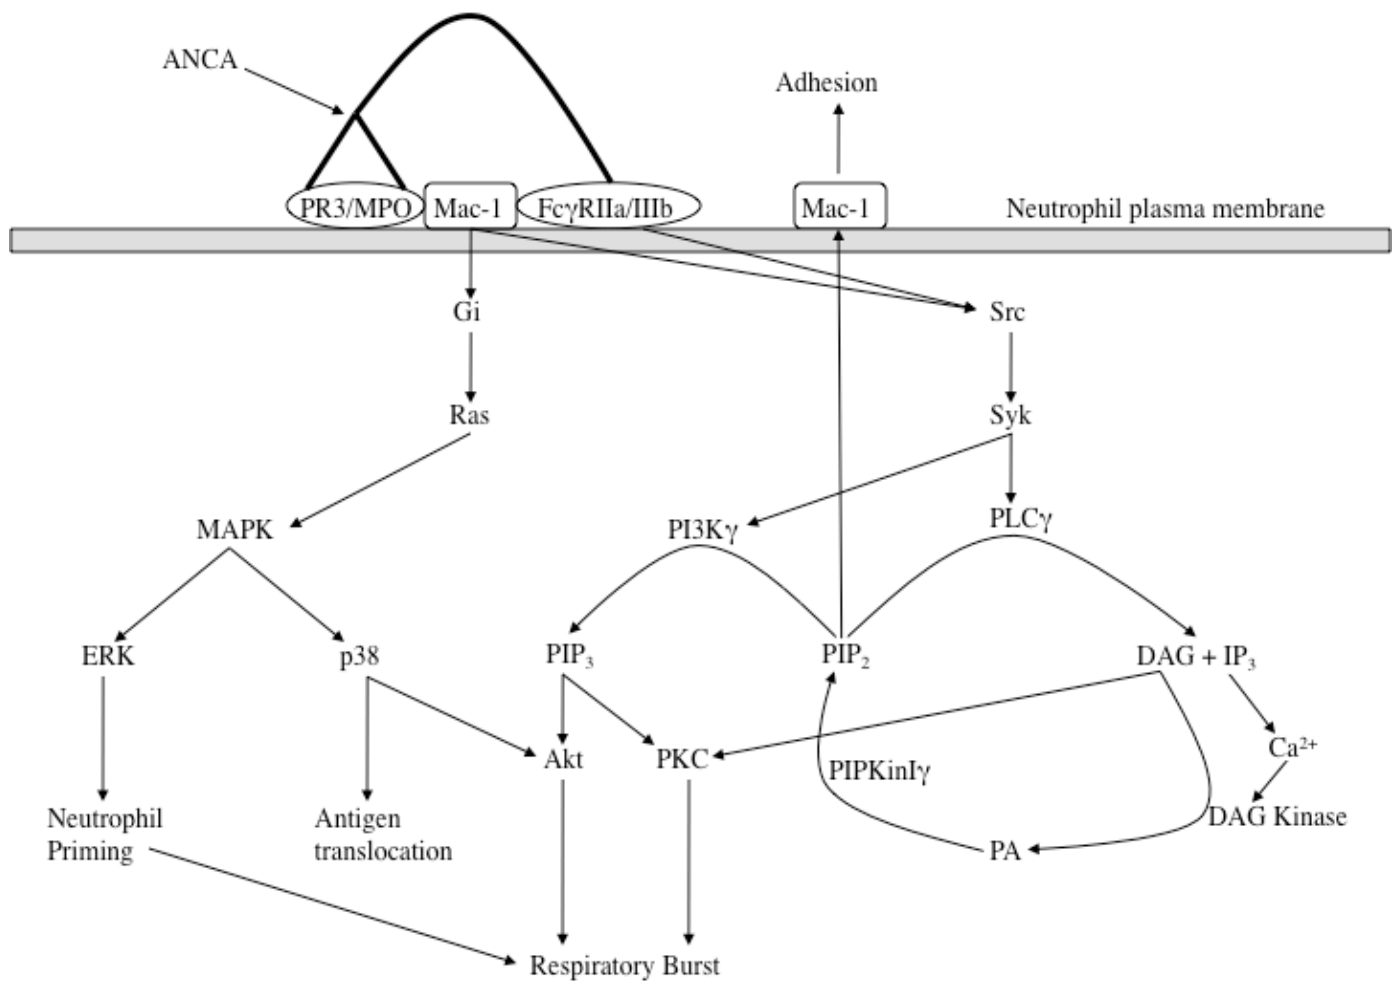 ANCA
Adhesion
PR3/MPO
Mac-1
FcγRIIa/IIIb
Mac-1
Neutrophil plasma membrane
Gi
Src
Ras
Syk
MAPK
PI3Kγ
PLCγ
ERK
p38
PIP₃
PIP₂
DAG + IP₃
Akt
PKC
Ca²⁺
PIPKinIγ
Neutrophil
Priming
Antigen
translocation
DAG Kinase
PA
Respiratory Burst